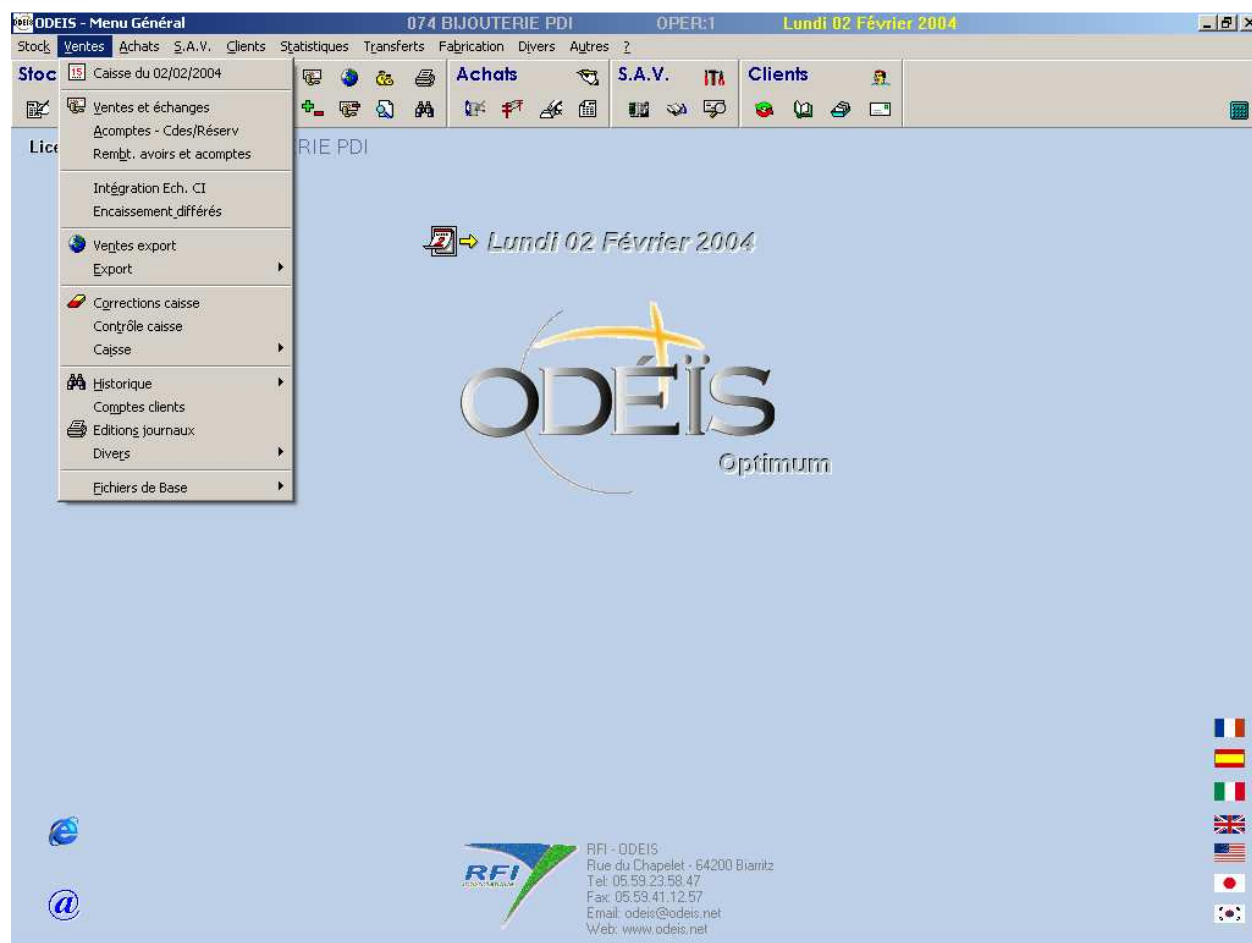 ODEIS - Menu Général 074 BIJOUTERIE PDI OPER:1 Lundi 02 Février 2004
Stock Ventes Achats S.A.V. Clients Statistiques Transferts Fabrication Divers Autres ?
Stoc Achats S.A.V. Clients
15 Caisse du 02/02/2004
Ventes et échanges
Acomptes - Cdes/Réserv
Rembt. avoirs et acomptes
Lice RIE PDI
Intégration Ech. CI
Encaissement différés
Ventes export
Export
Corrections caisse
Contrôle caisse
Caisse
Historique
Comptes clients
Editions journaux
Divers
Fichiers de Base
2 Lundi 02 Février 2004
ODÉÏS
Optimum
RFI
RFI - ODEIS
Rue du Chapelet - 64200 Biarritz
Tel: 05.59.23.58.47
Fax: 05.59.41.12.57
Email: odeis@odeis.net
Web: www.odeis.net